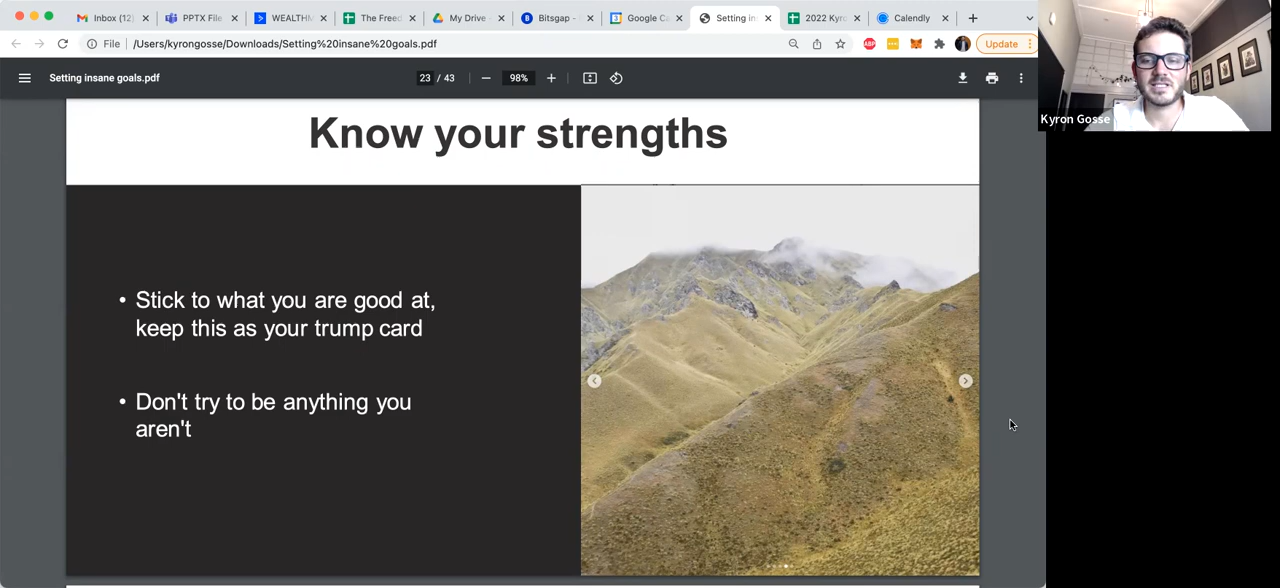 Inbox (12)
PPTX File
WEALTHM
The Freed
My Drive -
Bitsgap -
Google Ca
Setting in
2022 Kyro
Calendly
File
/Users/kyrongosse/Downloads/Setting%20insane%20goals.pdf
ABP
Update
Setting insane goals.pdf
23 / 43
98%
Kyron Gosse
Know your strengths
• Stick to what you are good at,
keep this as your trump card
• Don't try to be anything you
aren't